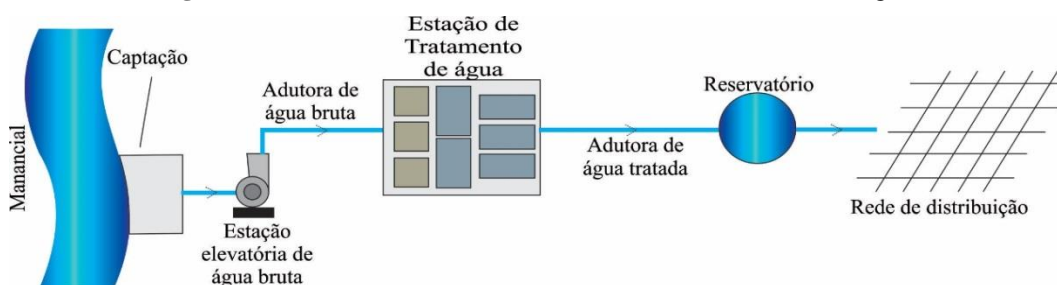 Manancial
Captação
Estação
elevatória de
água bruta
Adutora de
água bruta
Estação de
Tratamento
de água
Adutora de
água tratada
Reservatório
Rede de distribuição